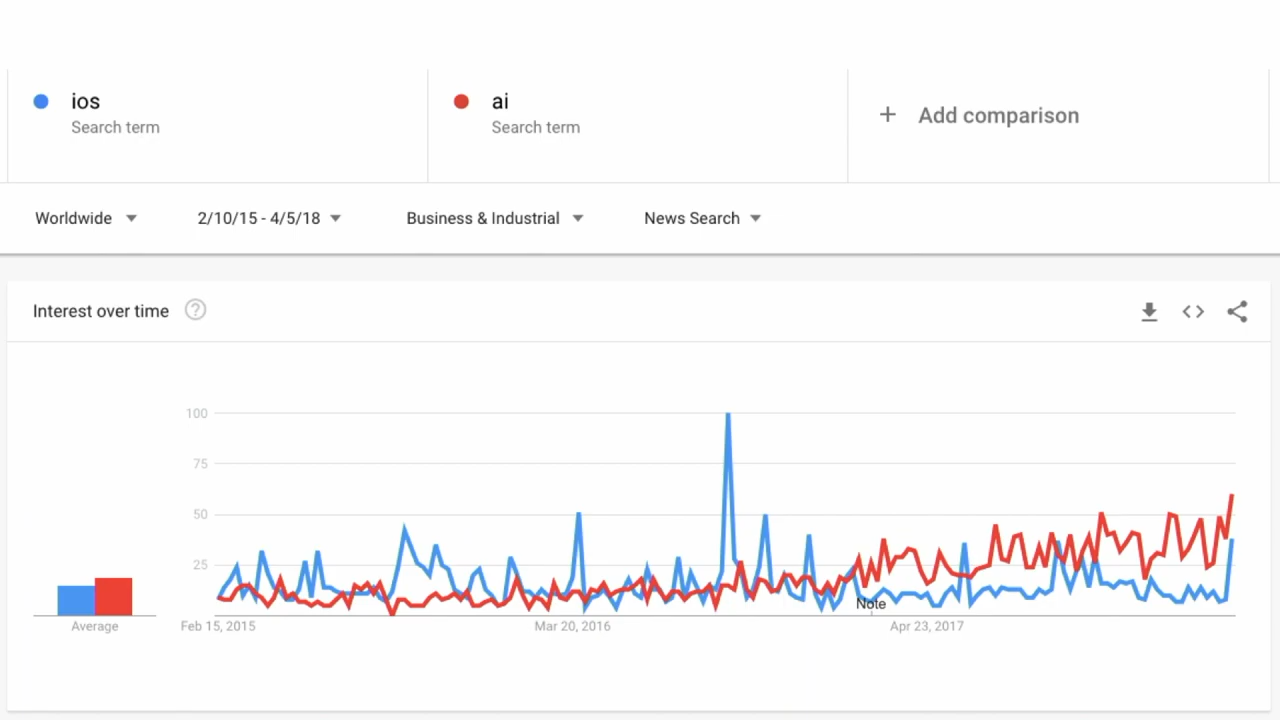 ios
Search term
ai
Search term
+ Add comparison
Worldwide
2/10/15 - 4/5/18
Business & Industrial
News Search
Interest over time
?
100
75
50
25
Note
Average
Feb 15, 2015
Mar 20, 2016
Apr 23, 2017